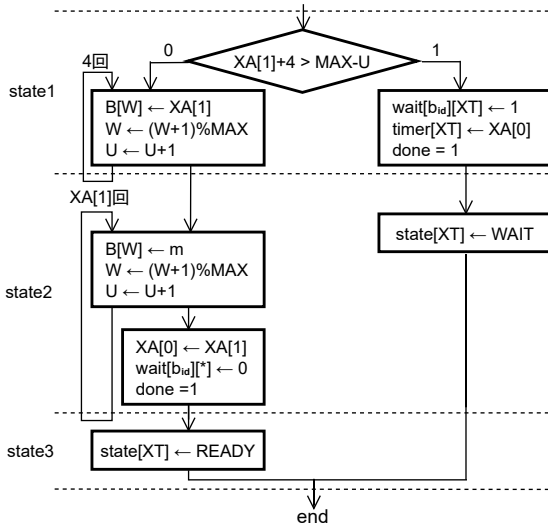 0
XA[1]+4 > MAX-U
1
4回
state1
B[W] ← XA[1]
W ← (W+1)%MAX
U ← U+1
wait[bid][XT] ← 1
timer[XT] ← XA[0]
done = 1
XA[1]回
state[XT] ← WAIT
B[W] ← m
W ← (W+1)%MAX
U ← U+1
state2
XA[0] ← XA[1]
wait[bid][*] ← 0
done =1
state3
state[XT] ← READY
end